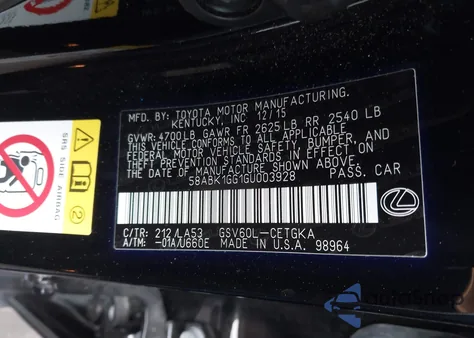 MFD. BY: TOYOTA MOTOR MANUFACTURING.
KENTUCKY, INC 12/15
GVWR: 4700LB GAWR FR 2625LB RR 2540 LB
THIS VEHICLE CONFORMS TO ALL APPLICABLE
FEDERAL MOTOR VEHICLE SAFETY, BUMPER, AND
THEFT PREVENTION STANDARDS IN EFFECT ON
THE DATE OF MANUFACTURE SHOWN ABOVE.
58ABK1GG1GU003928 PASS. CAR
C/TR: 212/LA53 GSV60L-CETGKA
A/TM: -01A/U660E MADE IN U.S.A. 98964
SRS SIDE AIRBAG
autoStrop